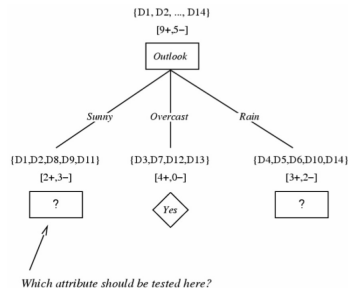 {D1, D2, ..., D14}
[9+,5−]
Outlook
Sunny Overcast Rain
{D1,D2,D8,D9,D11} {D3,D7,D12,D13} {D4,D5,D6,D10,D14}
[2+,3−] [4+,0−] [3+,2−]
? Yes ?
Which attribute should be tested here?